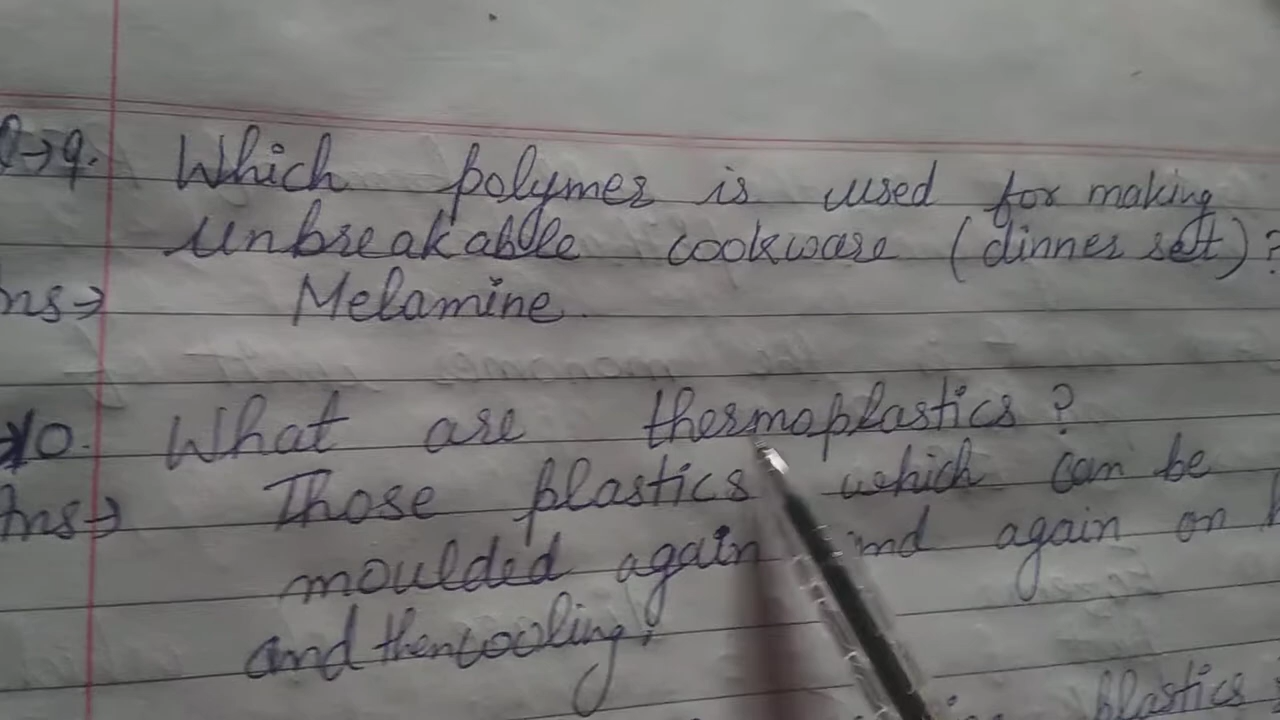 Q→9. Which polymer is used for making
unbreakable cookware (dinner set)?
Ans→ Melamine.
→10. What are thermoplastics?
Ans→ Those plastics which can be
moulded again and again on
and then cooling.
plastics